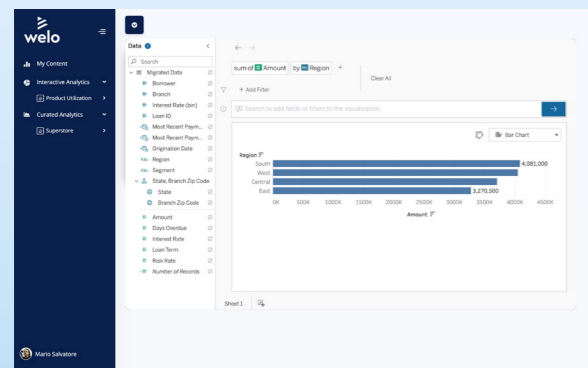 welo
My Content
Interactive Analytics
Product Utilization
Curated Analytics
Superstore
Mario Salvatore
Data
Search
Migrated Data
Borrower
Branch
Interest Rate (bin)
Loan ID
Most Recent Paym...
Most Recent Paym...
Origination Date
Abc Region
Abc Segment
State, Branch Zip Code
State
Branch Zip Code
Amount
Days Overdue
Interest Rate
Loan Term
Risk Rate
Number of Records
sum of Amount by Region +
Clear All
+ Add Filter
Search to add fields or filters to the visualization
Bar Chart
Region
South 4,081,000
West
Central
East 3,270,500
0K 500K 1000K 1500K 2000K 2500K 3000K 3500K 4000K 4500K
Amount
Sheet 1